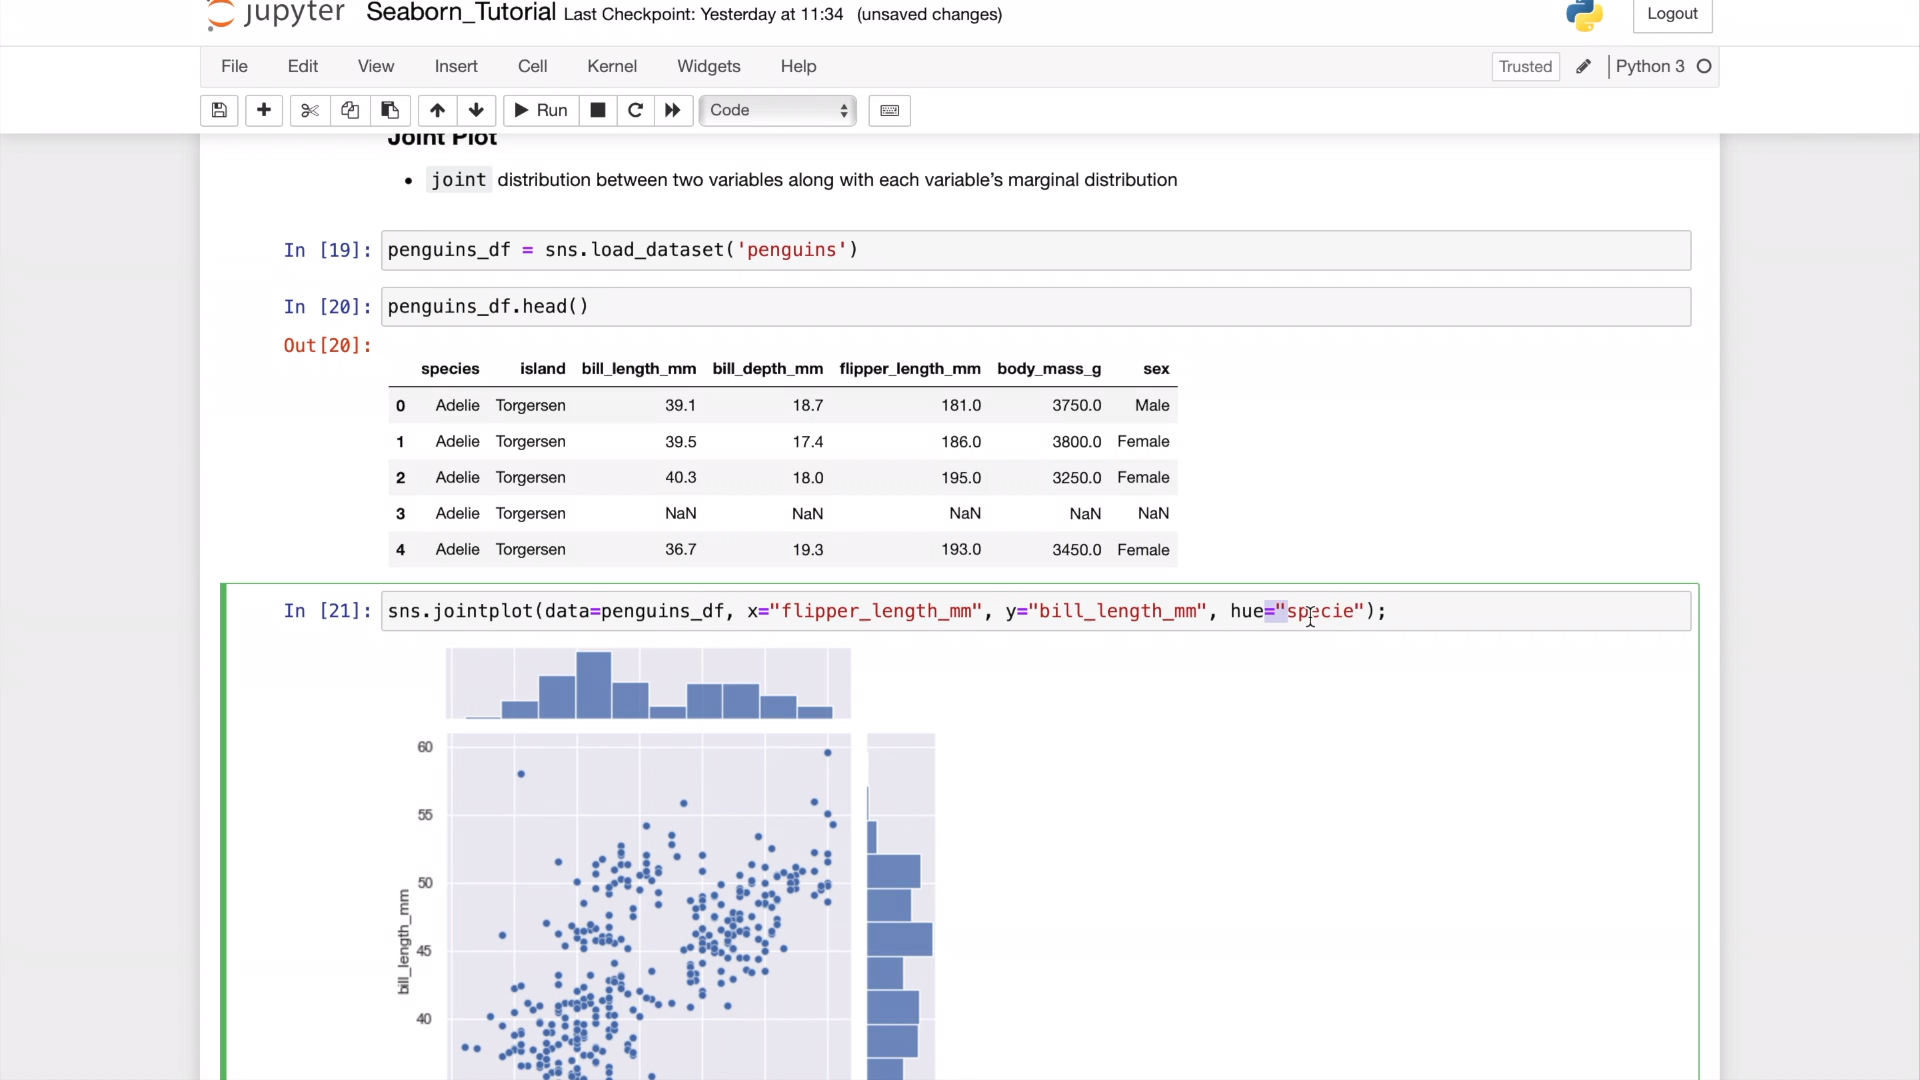 jupyter Seaborn_Tutorial Last Checkpoint: Yesterday at 11:34 (unsaved changes) Logout
File Edit View Insert Cell Kernel Widgets Help Trusted Python 3
Run Code
Joint Plot
• joint distribution between two variables along with each variable's marginal distribution
In [19]: penguins_df = sns.load_dataset('penguins')
In [20]: penguins_df.head()
Out[20]:
species island bill_length_mm bill_depth_mm flipper_length_mm body_mass_g sex
0 Adelie Torgersen 39.1 18.7 181.0 3750.0 Male
1 Adelie Torgersen 39.5 17.4 186.0 3800.0 Female
2 Adelie Torgersen 40.3 18.0 195.0 3250.0 Female
3 Adelie Torgersen NaN NaN NaN NaN NaN
4 Adelie Torgersen 36.7 19.3 193.0 3450.0 Female
In [21]: sns.jointplot(data=penguins_df, x="flipper_length_mm", y="bill_length_mm", hue="specie");
60
55
50
45
40
bill_length_mm